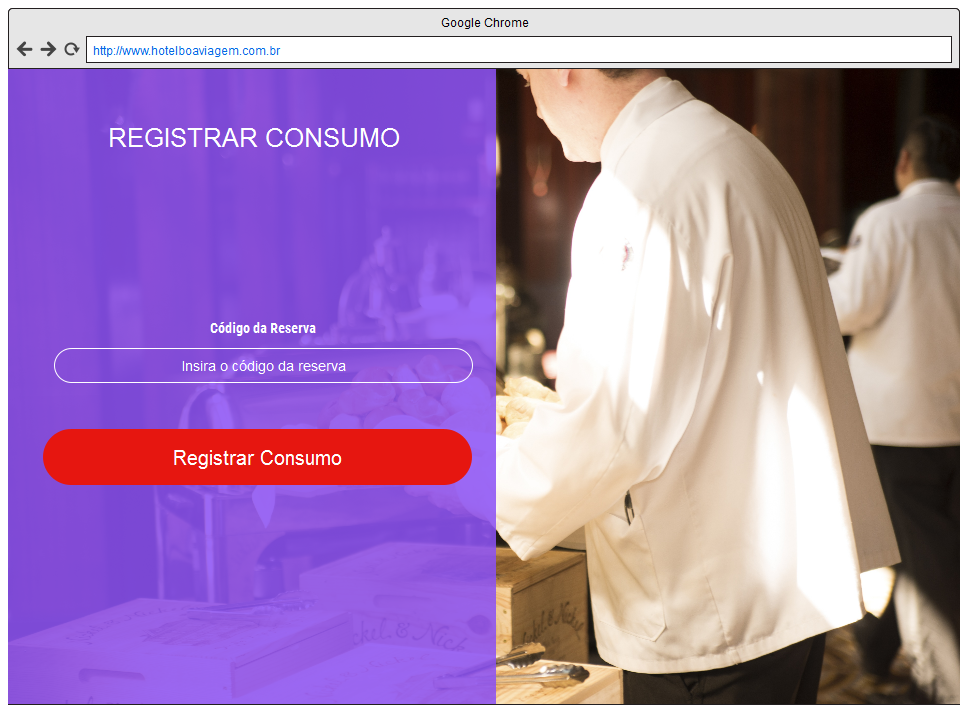 Google Chrome
http://www.hotelboaviagem.com.br
REGISTRAR CONSUMO
Código da Reserva
Insira o código da reserva
Registrar Consumo